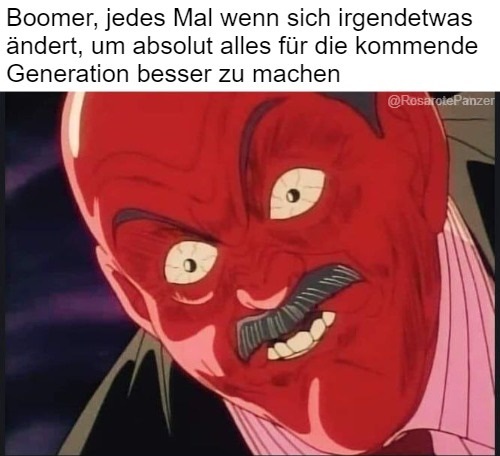 Boomer, jedes Mal wenn sich irgendetwas
ändert, um absolut alles für die kommende
Generation besser zu machen
@RosarotePanzer